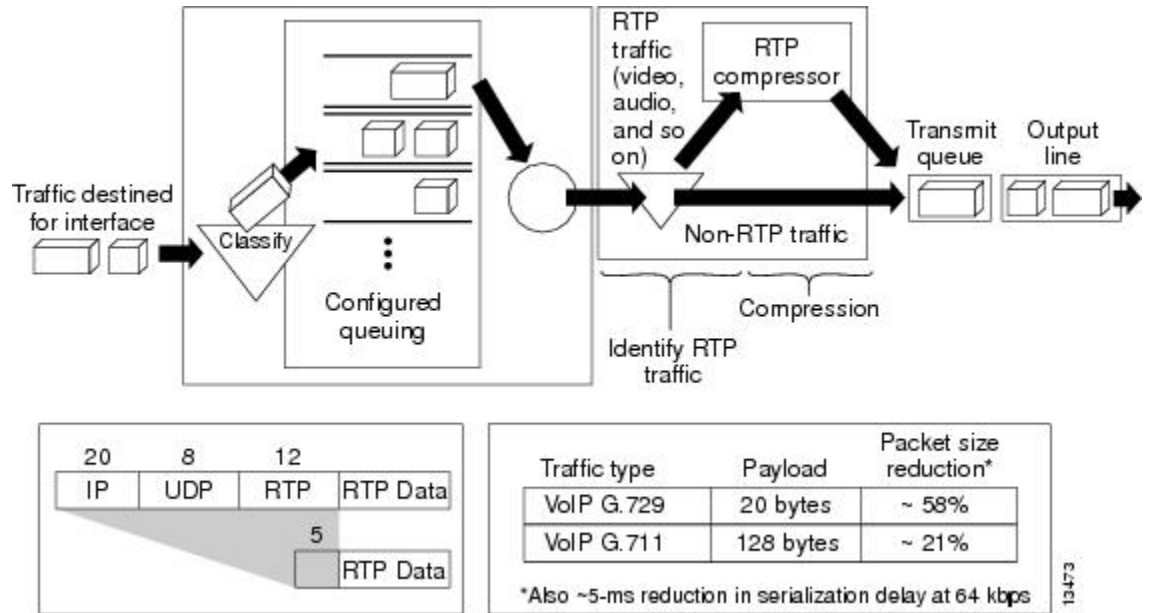 RTP
traffic
(video,
audio,
and so
on)
RTP
compressor
Transmit
queue
Output
line
Traffic destined
for interface
Classify
Non-RTP traffic
Configured
queuing
Compression
Identify RTP
traffic
20 8 12
IP UDP RTP RTP Data
5
RTP Data
Traffic type Payload Packet size
reduction*
VoIP G.729 20 bytes ~ 58%
VoIP G.711 128 bytes ~ 21%
*Also ~5-ms reduction in serialization delay at 64 kbps
13473